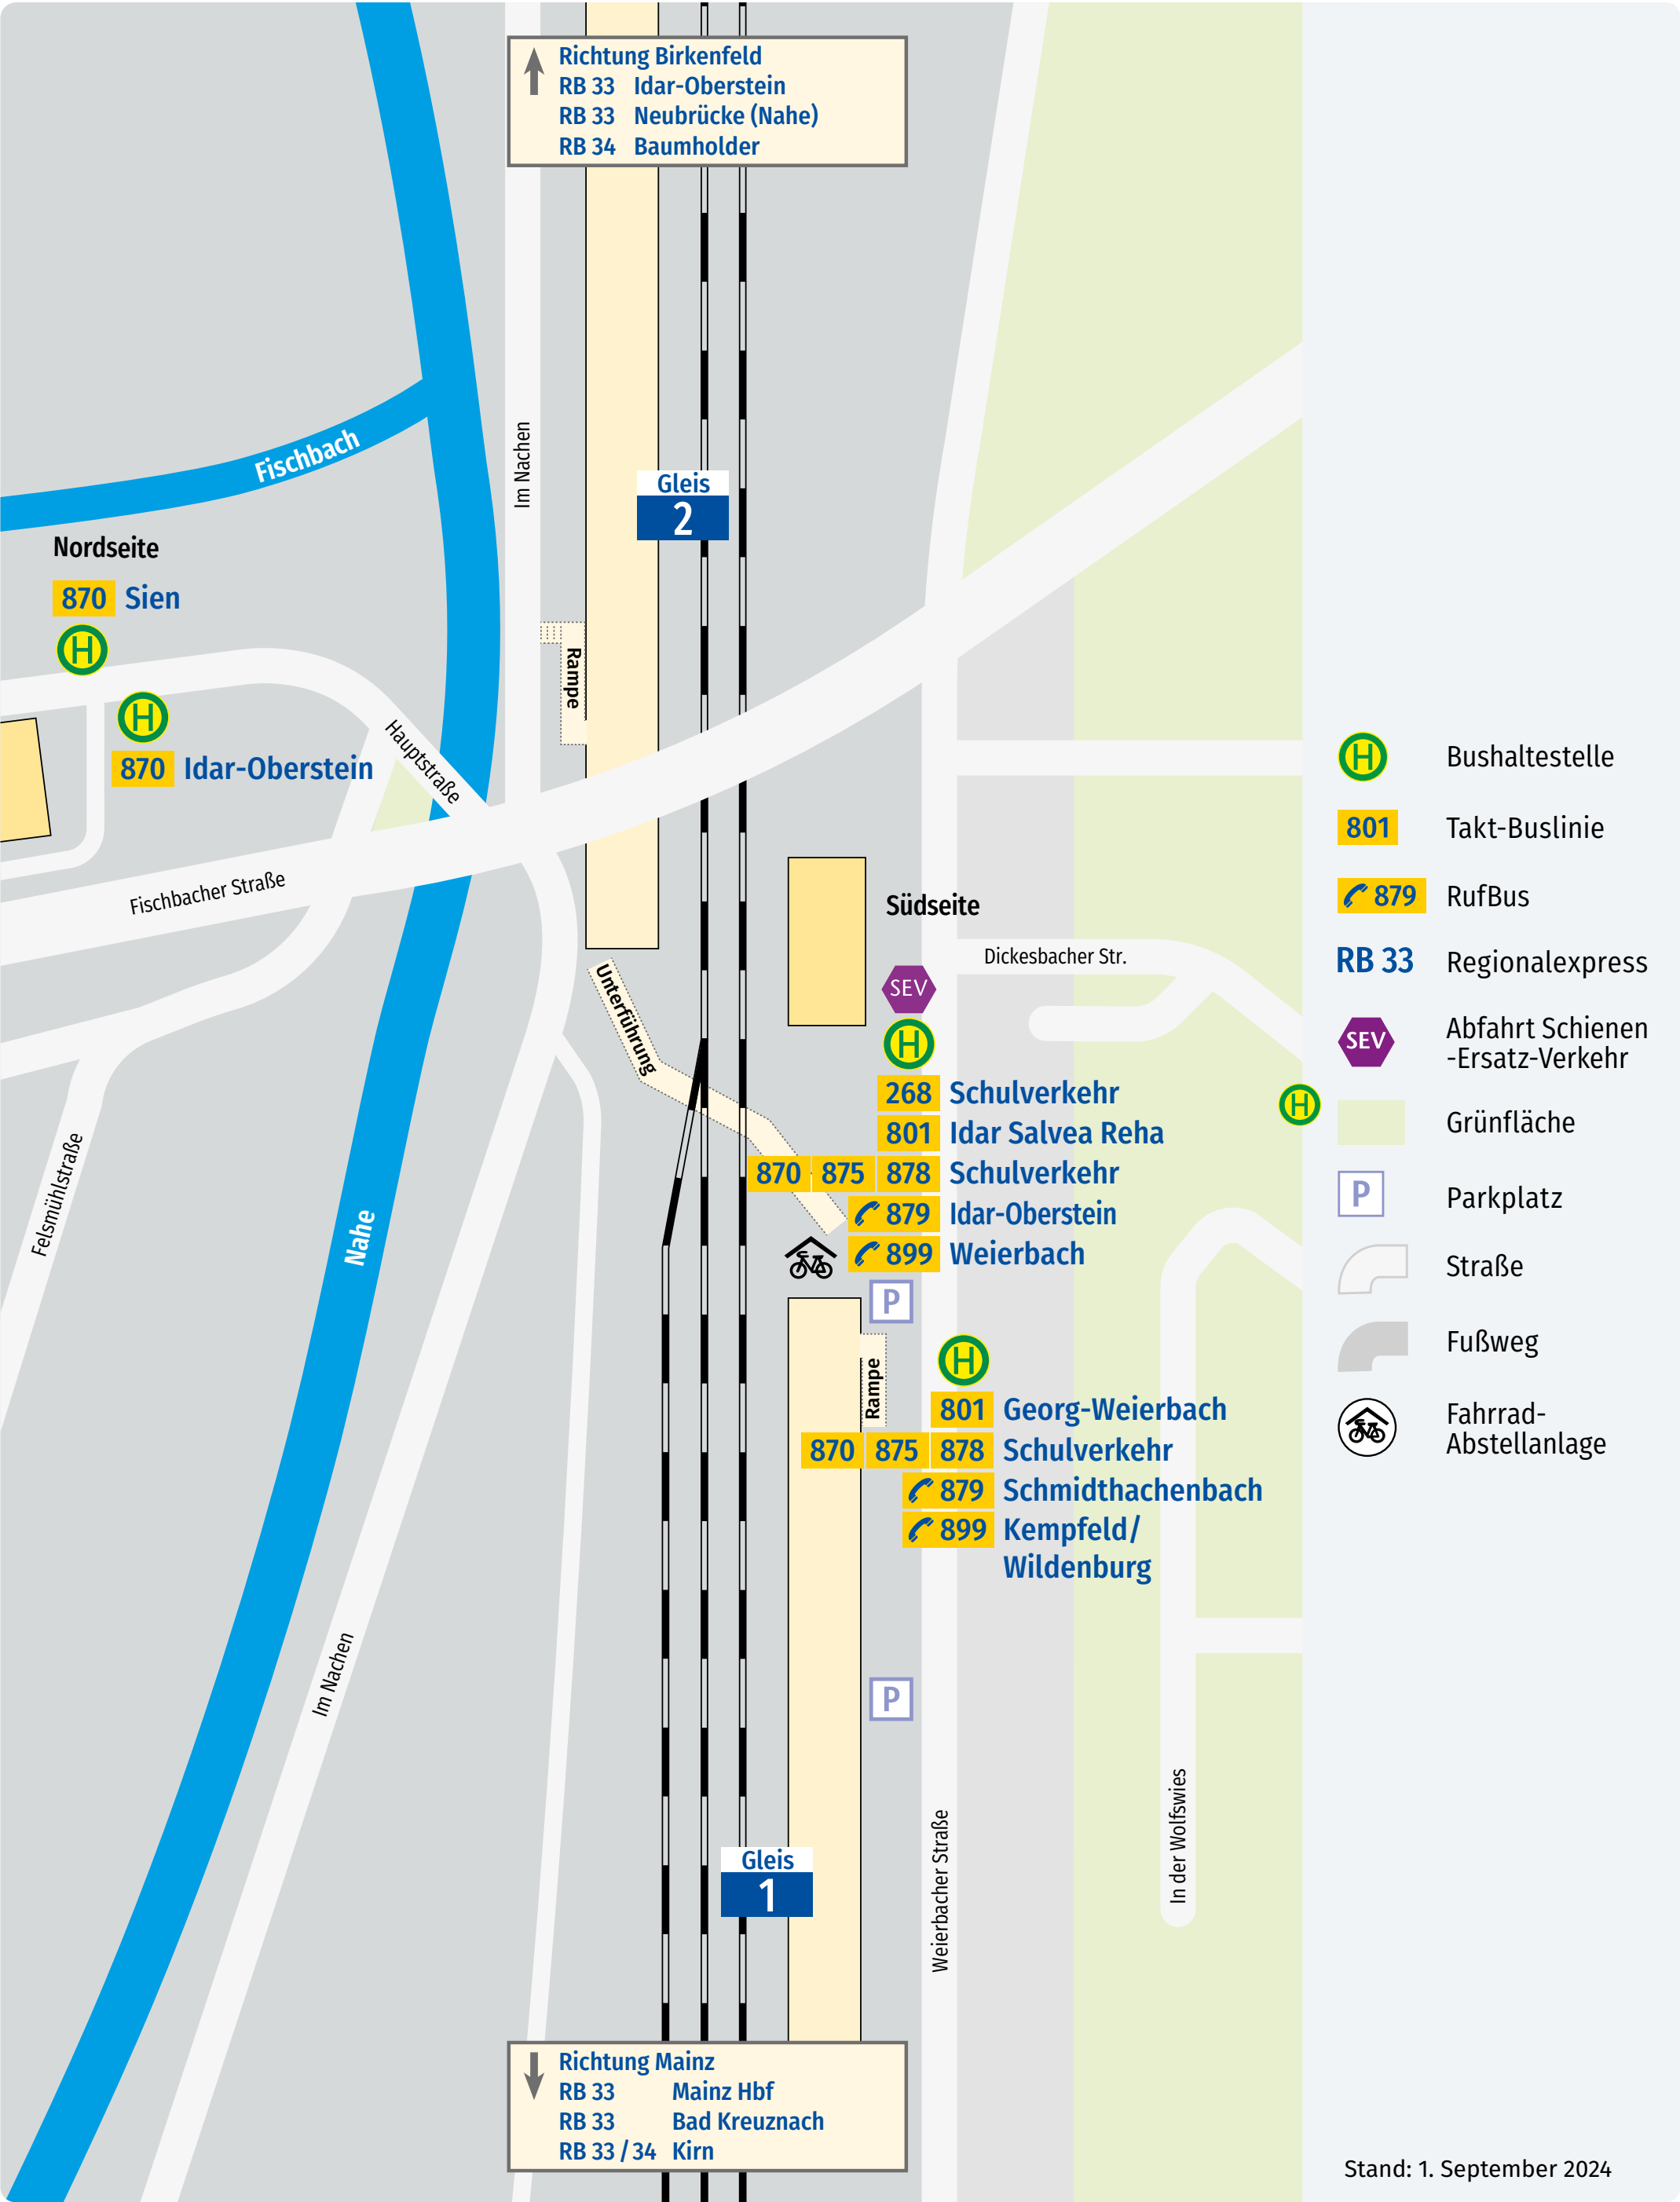 Richtung Birkenfeld
RB 33 Idar-Oberstein
RB 33 Neubrücke (Nahe)
RB 34 Baumholder
Im Nachen
Fischbach
Gleis
2
Nordseite
870 Sien
H
Rampe
H
870 Idar-Oberstein
Hauptstraße
Fischbacher Straße
Südseite
Dickesbacher Str.
Unterführung
SEV
H
268 Schulverkehr
801 Idar Salvea Reha
870 875 878 Schulverkehr
879 Idar-Oberstein
899 Weierbach
P
Felsmühlstraße
Nahe
H
Rampe
H
801 Georg-Weierbach
870 875 878 Schulverkehr
879 Schmidthachenbach
899 Kempfeld/
Wildenburg
Im Nachen
P
Gleis
1
Weierbacher Straße
In der Wolfswies
Richtung Mainz
RB 33 Mainz Hbf
RB 33 Bad Kreuznach
RB 33 / 34 Kirn
H Bushaltestelle
801 Takt-Buslinie
879 RufBus
RB 33 Regionalexpress
SEV Abfahrt Schienen
-Ersatz-Verkehr
Grünfläche
P Parkplatz
Straße
Fußweg
Fahrrad-
Abstellanlage
Stand: 1. September 2024